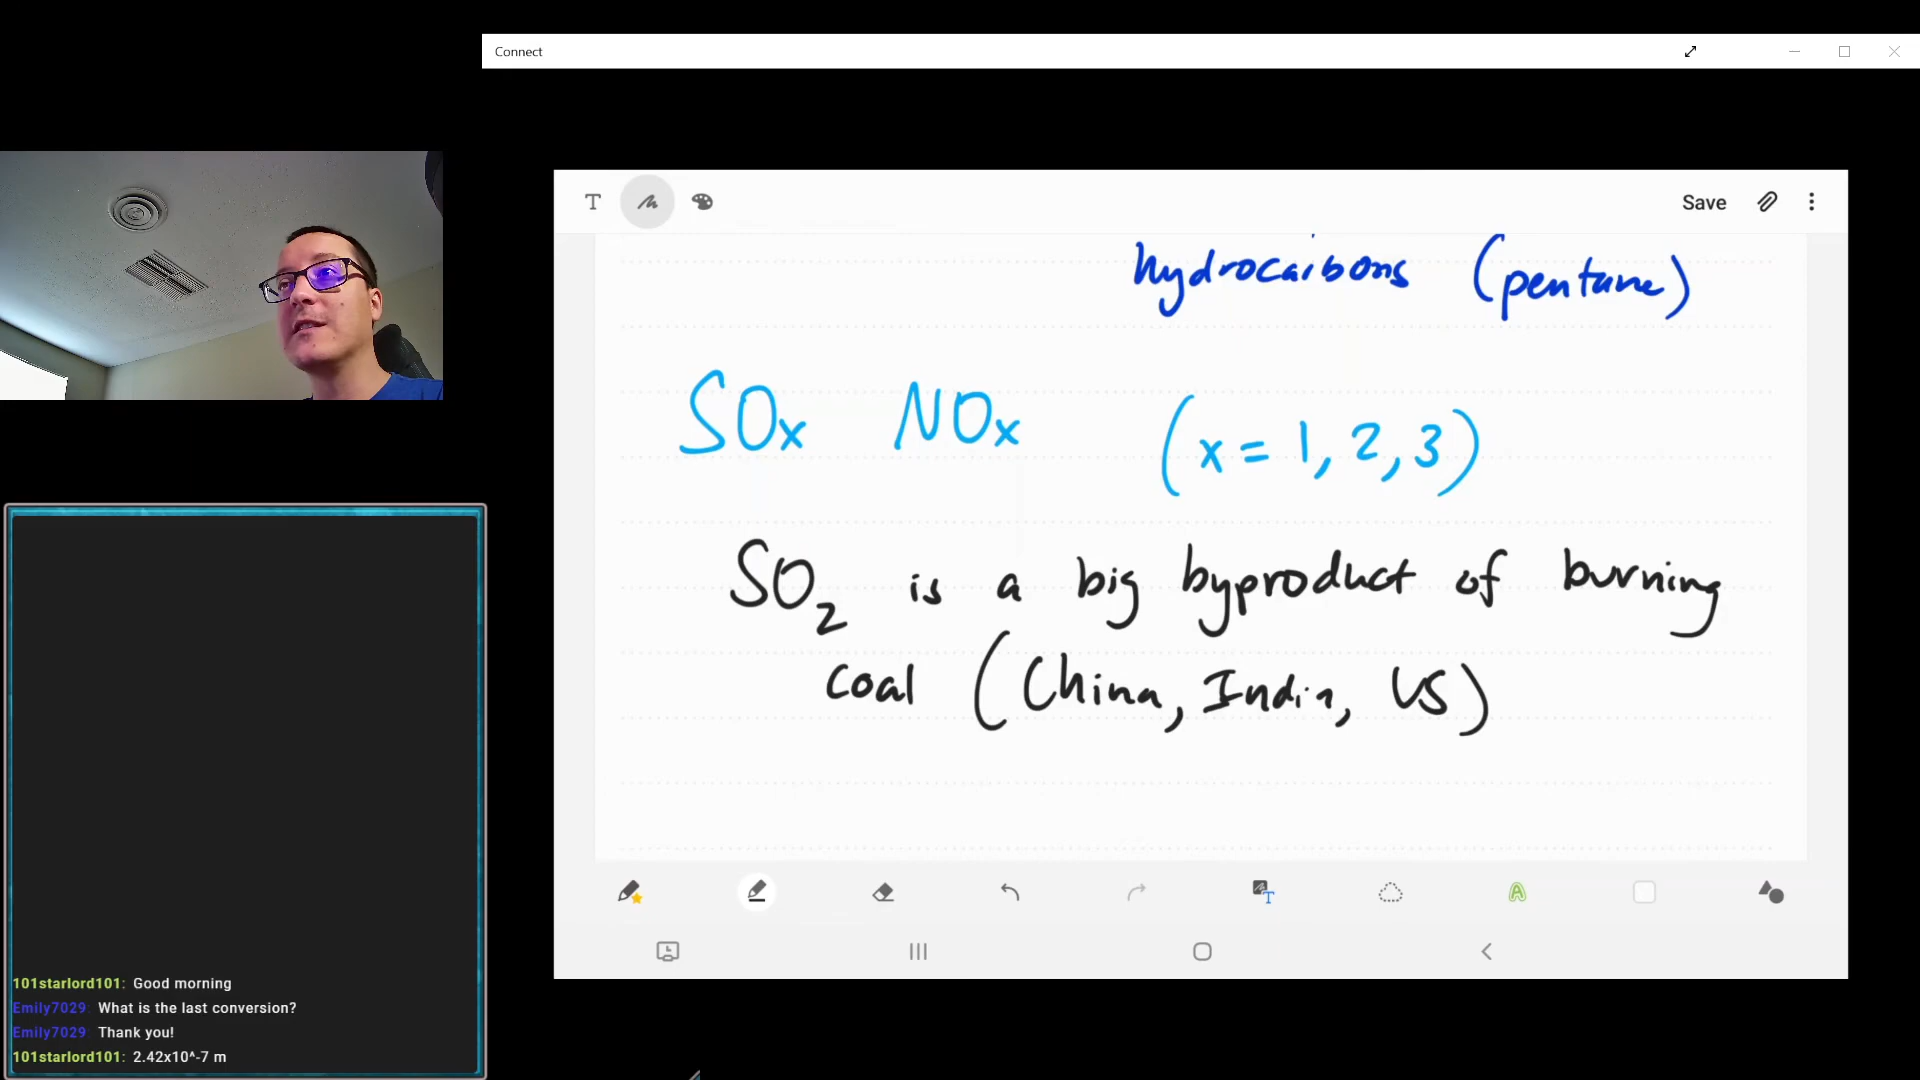 Connect
Save
hydrocarbons (pentane)
SOx NOx (x = 1, 2, 3)
SO2 is a big byproduct of burning
coal (China, India, US)
101starlord101: Good morning
Emily7029: What is the last conversion?
Emily7029: Thank you!
101starlord101: 2.42x10^-7 m